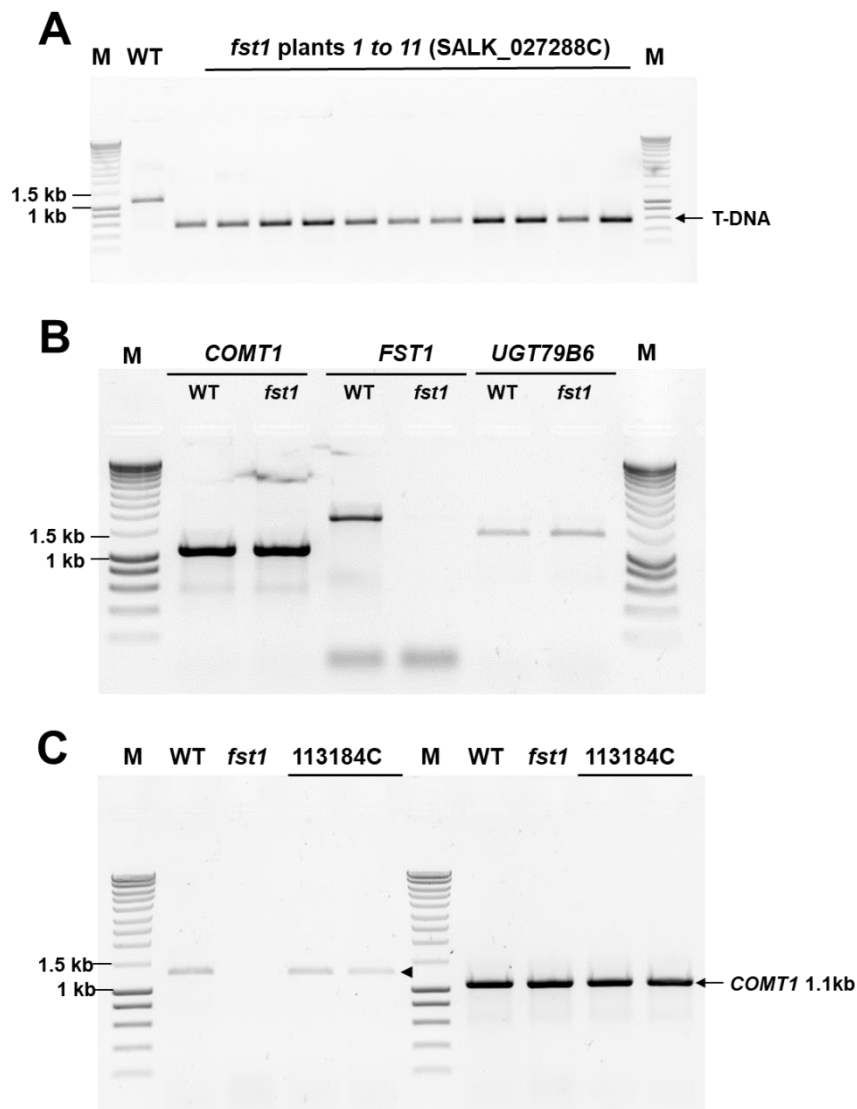 A
fst1 plants 1 to 11 (SALK_027288C)
M WT M
1.5 kb
1 kb
T-DNA
B
COMT1 FST1 UGT79B6
M M
WT fst1 WT fst1 WT fst1
1.5 kb
1 kb
C
M WT fst1 113184C M WT fst1 113184C
1.5 kb
1 kb
COMT1 1.1kb